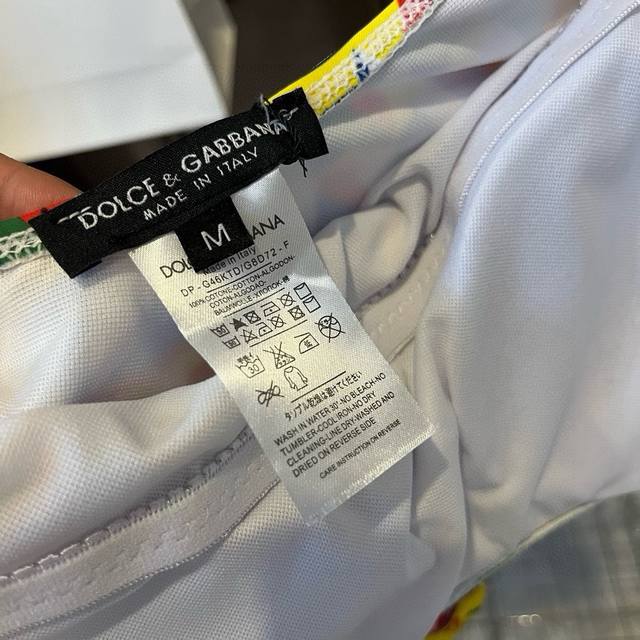 DOLCE & GABBANA
MADE IN ITALY
M
DOL ANA
Made in Italy
DP - G46KTD/G8D72 - F
100% COTONE-COTTON-ALGODON-
COTON-ALGODAO-
BAUMWOLLE-ХЛОПОК-棉
30
タンブル乾燥は避けてください
WASH IN WATER 30°-NO BLEACH-NO
TUMBLER-COOL IRON-NO DRY
CLEANING-LINE DRY-WASHED AND
DRIED ON REVERSE SIDE
CARE INSTRUCTION ON REVERSE